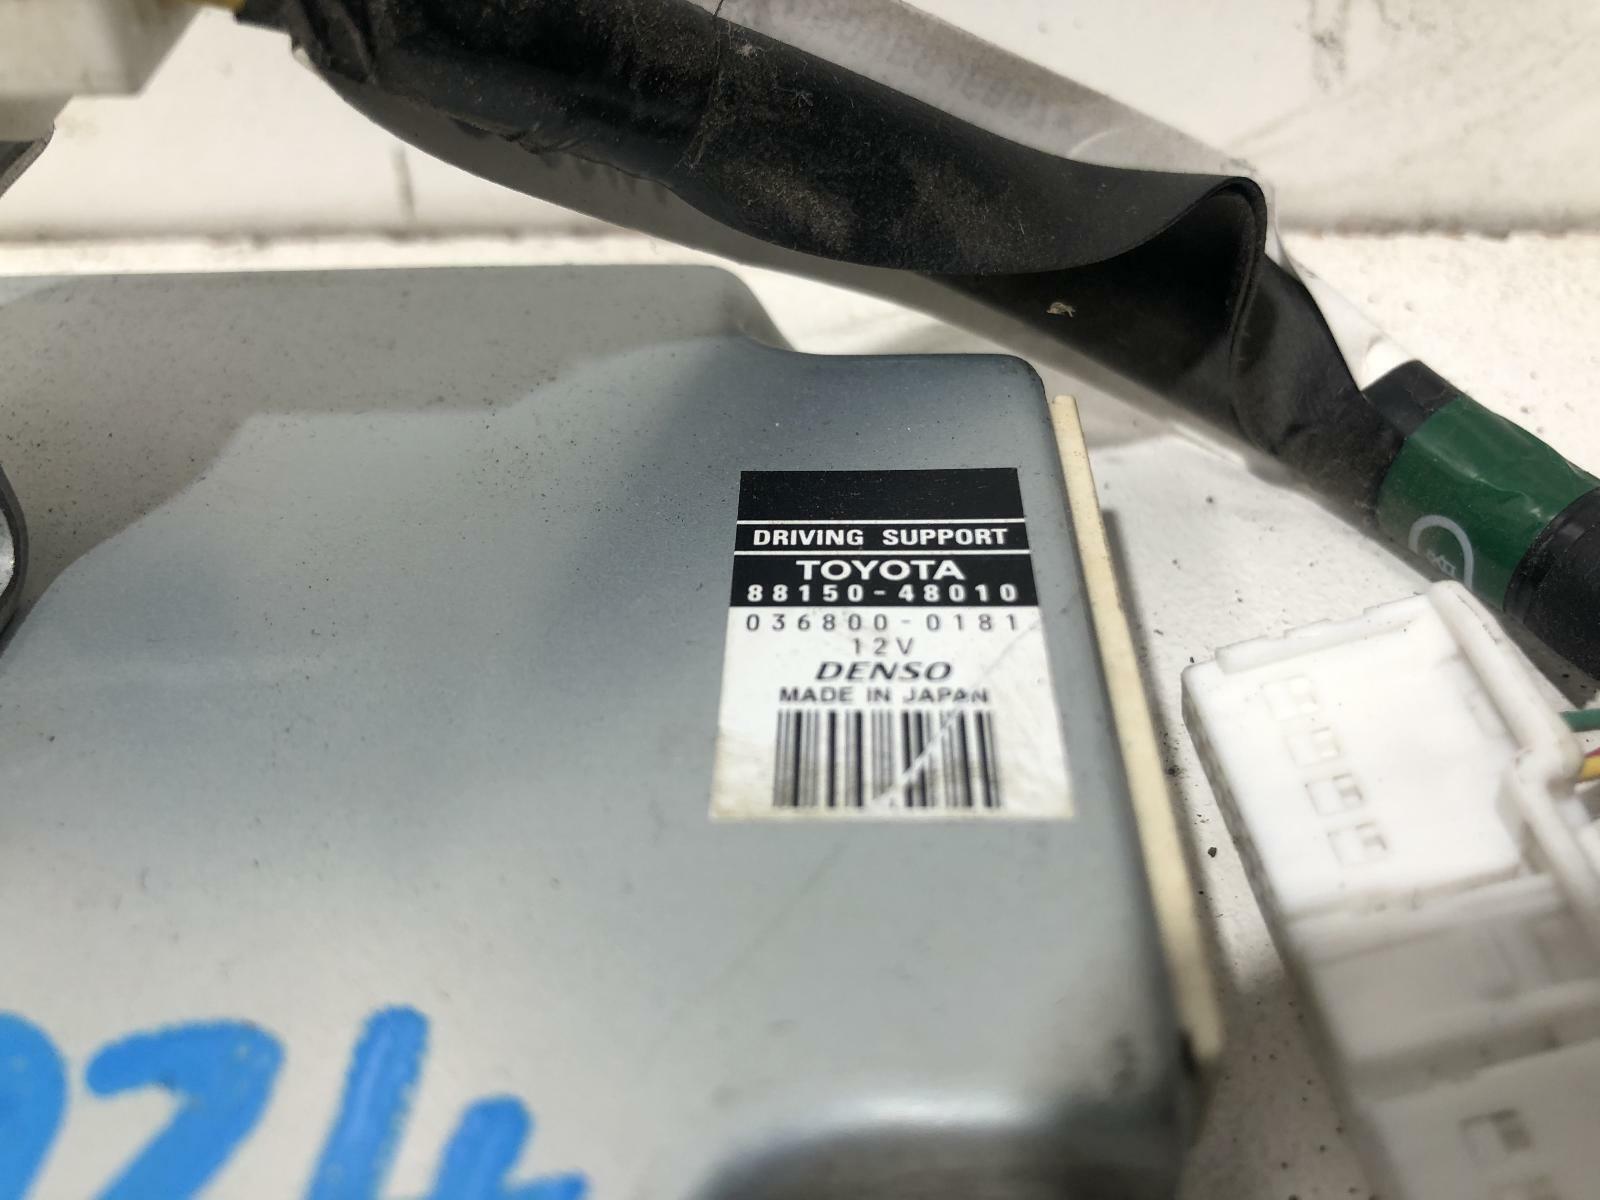 DRIVING SUPPORT
TOYOTA
88150-48010
036800-0181
12V
DENSO
MADE IN JAPAN